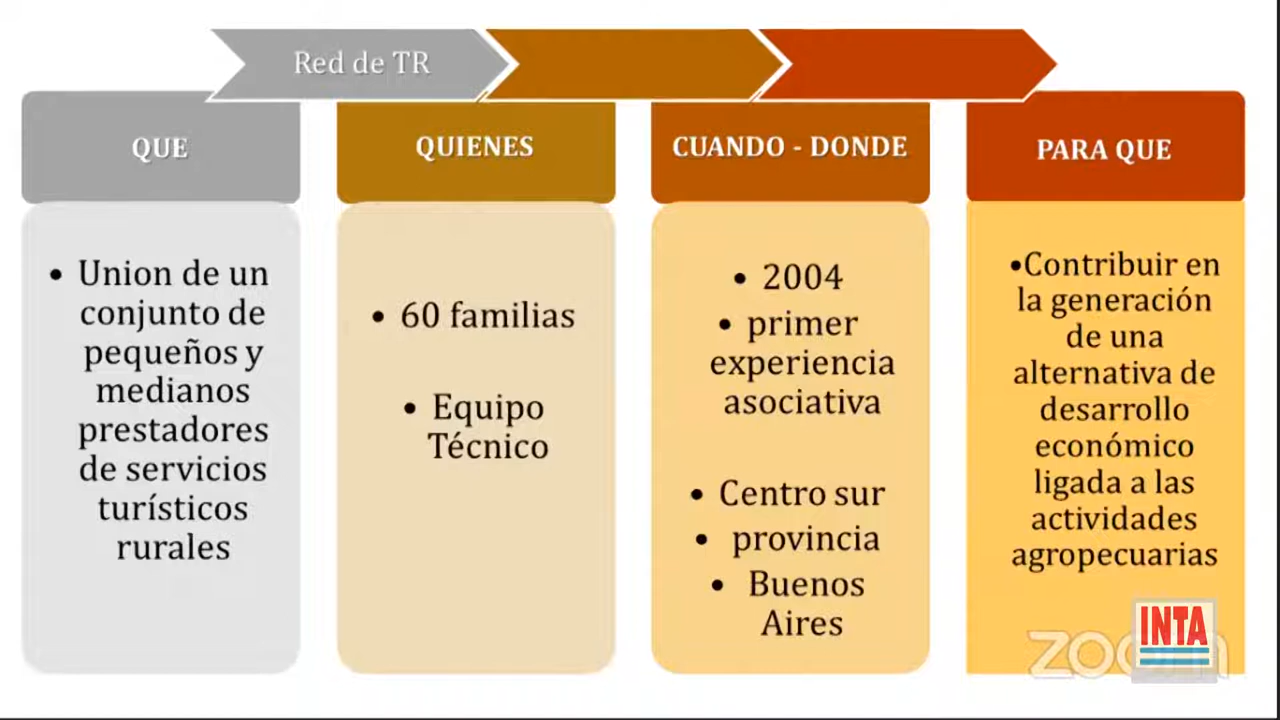 Red de TR
QUE
• Union de un
conjunto de
pequeños y
medianos
prestadores
de servicios
turísticos
rurales
QUIENES
• 60 familias
• Equipo
Técnico
CUANDO - DONDE
• 2004
• primer
experiencia
asociativa
• Centro sur
• provincia
• Buenos
Aires
PARA QUE
•Contribuir en
la generación
de una
alternativa de
desarrollo
económico
ligada a las
actividades
agropecuarias
zoom
INTA